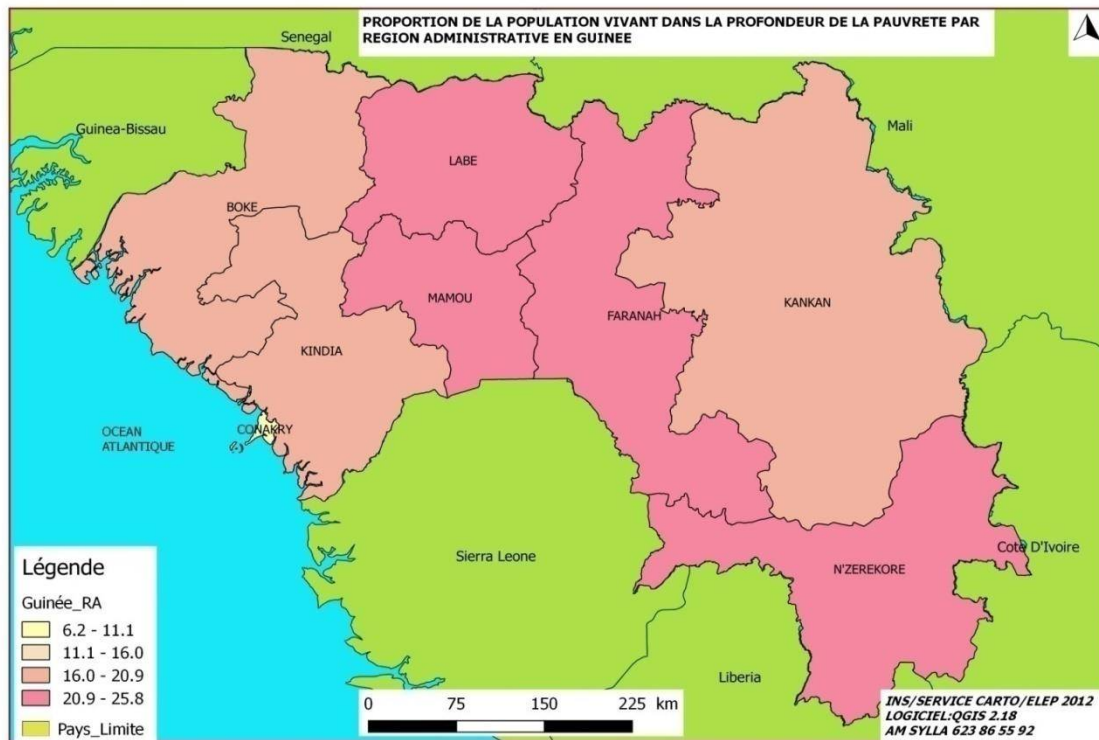 PROPORTION DE LA POPULATION VIVANT DANS LA PROFONDEUR DE LA PAUVRETE PAR
REGION ADMINISTRATIVE EN GUINEE
Senegal
Guinea-Bissau
Mali
LABE
BOKE
MAMOU
FARANAH
KANKAN
KINDIA
CONAKRY
OCEAN
ATLANTIQUE
Sierra Leone
Cote D'Ivoire
N'ZEREKORE
Liberia
Légende
Guinée_RA
6.2 - 11.1
11.1 - 16.0
16.0 - 20.9
20.9 - 25.8
Pays_Limite
0 75 150 225 km
INS/SERVICE CARTO/ELEP 2012
LOGICIEL:QGIS 2.18
AM SYLLA 623 86 55 92